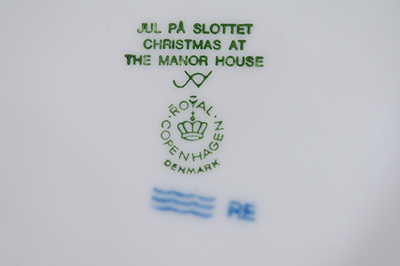 JUL PÅ SLOTTET
CHRISTMAS AT
THE MANOR HOUSE
ROYAL COPENHAGEN
DENMARK
RE